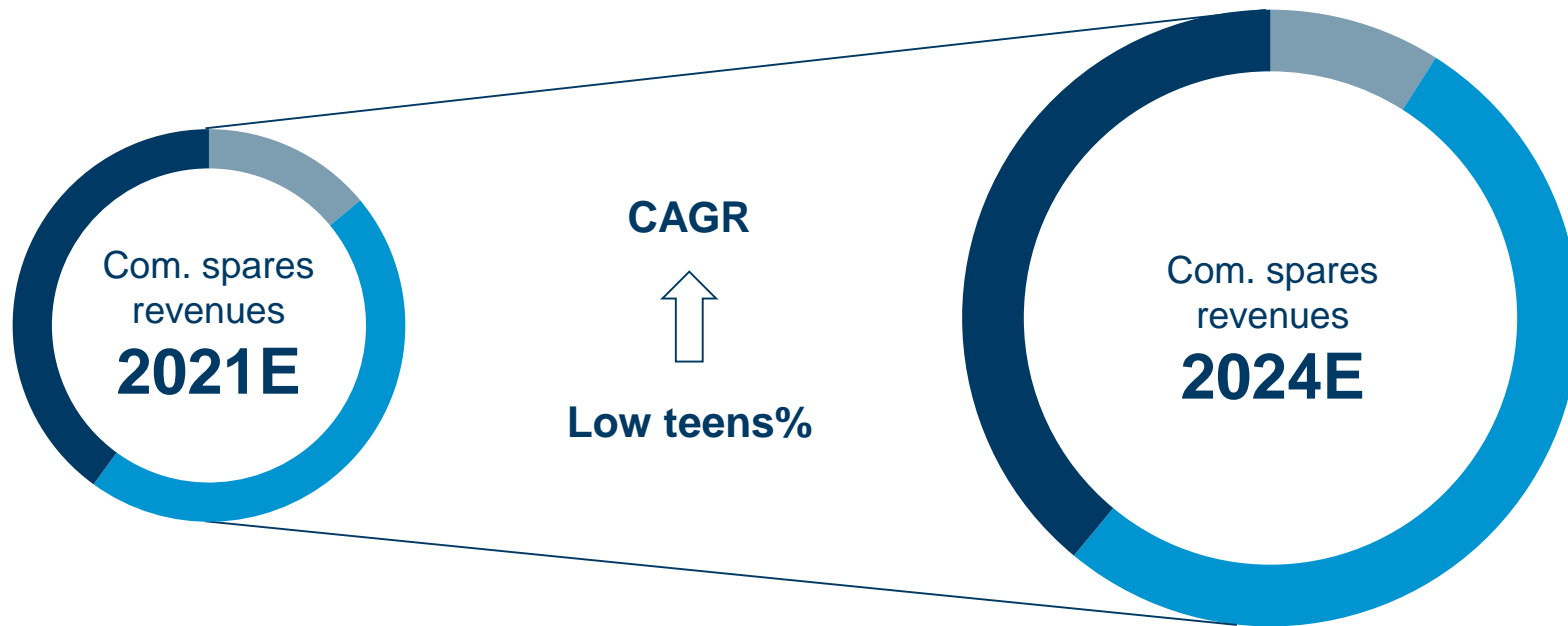 Com. spares
revenues
2021E
CAGR
Low teens%
Com. spares
revenues
2024E